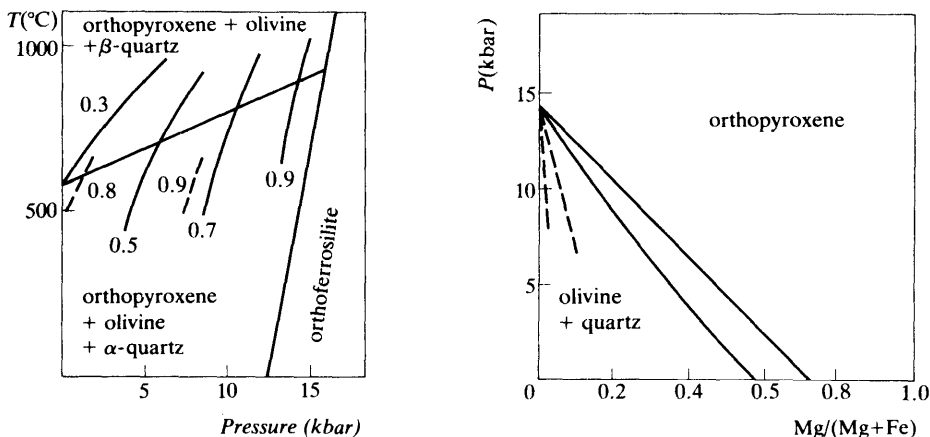 T(°C)
1000
500
orthopyroxene + olivine
+β-quartz
0.3
0.8
0.5
0.9
0.7
0.9
orthoferrosilite
orthopyroxene
+ olivine
+ α-quartz
5
10
15
Pressure (kbar)
P(kbar)
15
10
5
0
orthopyroxene
olivine
+ quartz
0.2
0.4
0.5
0.8
1.0
Mg/(Mg+Fe)